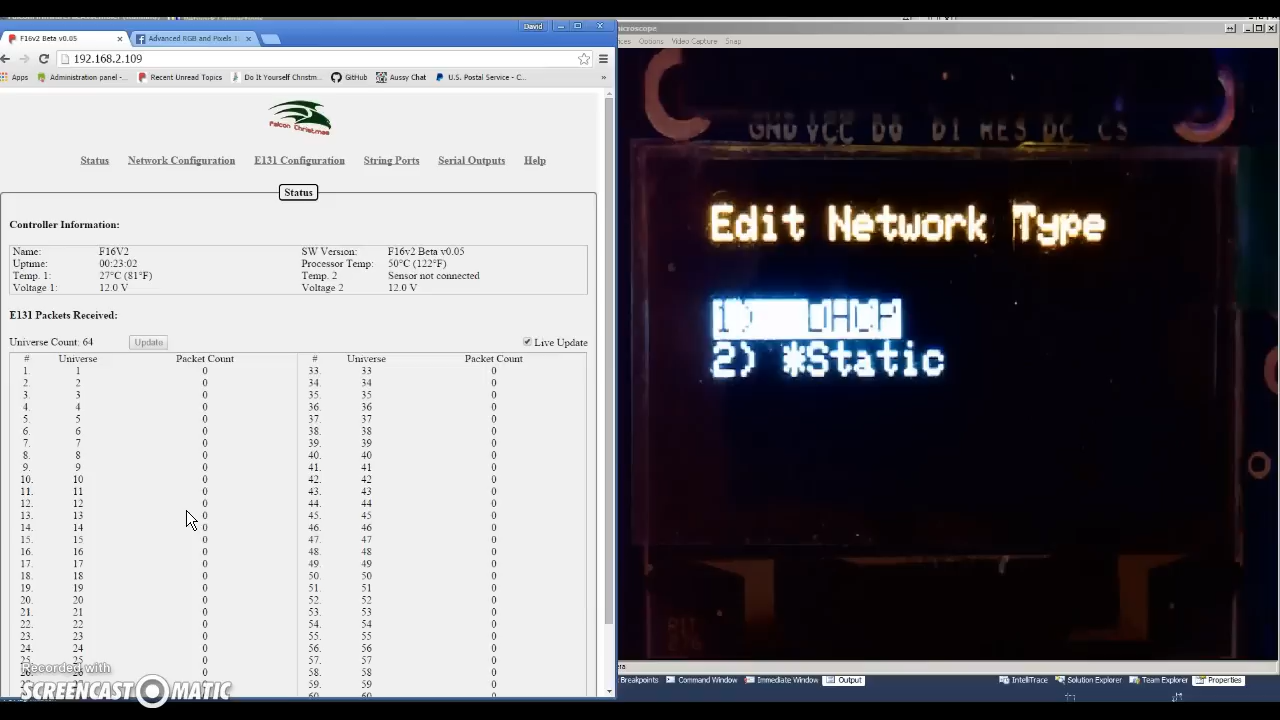 David
F16v2 Beta v0.05
Advanced RGB and Pixels
192.168.2.109
Apps
Administration panel -...
Recent Unread Topics
Do It Yourself Christm...
GitHub
Aussy Chat
U.S. Postal Service - C...
»
Falcon Christmas
Status
Network Configuration
E131 Configuration
String Ports
Serial Outputs
Help
Status
Controller Information:
Name: F16V2 SW Version: F16v2 Beta v0.05
Uptime: 00:23:02 Processor Temp: 50°C (122°F)
Temp. 1: 27°C (81°F) Temp. 2 Sensor not connected
Voltage 1: 12.0 V Voltage 2 12.0 V
E131 Packets Received:
Universe Count: 64 Update Live Update
# Universe Packet Count # Universe Packet Count
1. 1 0 33. 33 0
2. 2 0 34. 34 0
3. 3 0 35. 35 0
4. 4 0 36. 36 0
5. 5 0 37. 37 0
6. 6 0 38. 38 0
7. 7 0 39. 39 0
8. 8 0 40. 40 0
9. 9 0 41. 41 0
10. 10 0 42. 42 0
11. 11 0 43. 43 0
12. 12 0 44. 44 0
13. 13 0 45. 45 0
14. 14 0 46. 46 0
15. 15 0 47. 47 0
16. 16 0 48. 48 0
17. 17 0 49. 49 0
18. 18 0 50. 50 0
19. 19 0 51. 51 0
20. 20 0 52. 52 0
21. 21 0 53. 53 0
22. 22 0 54. 54 0
23. 23 0 55. 55 0
24. 24 0 56. 56 0
0 57. 57 0
0 58. 58 0
0 59. 59 0
60. 60 0
Recorded with
SCREENCAST MATIC
microscope
Options Video Capture Snap
GND VCC D0 D1 RES DC CS
Edit Network Type
1) DHCP
2) *Static
Breakpoints
Command Window
Immediate Window
Output
IntelliTrace
Solution Explorer
Team Explorer
Properties